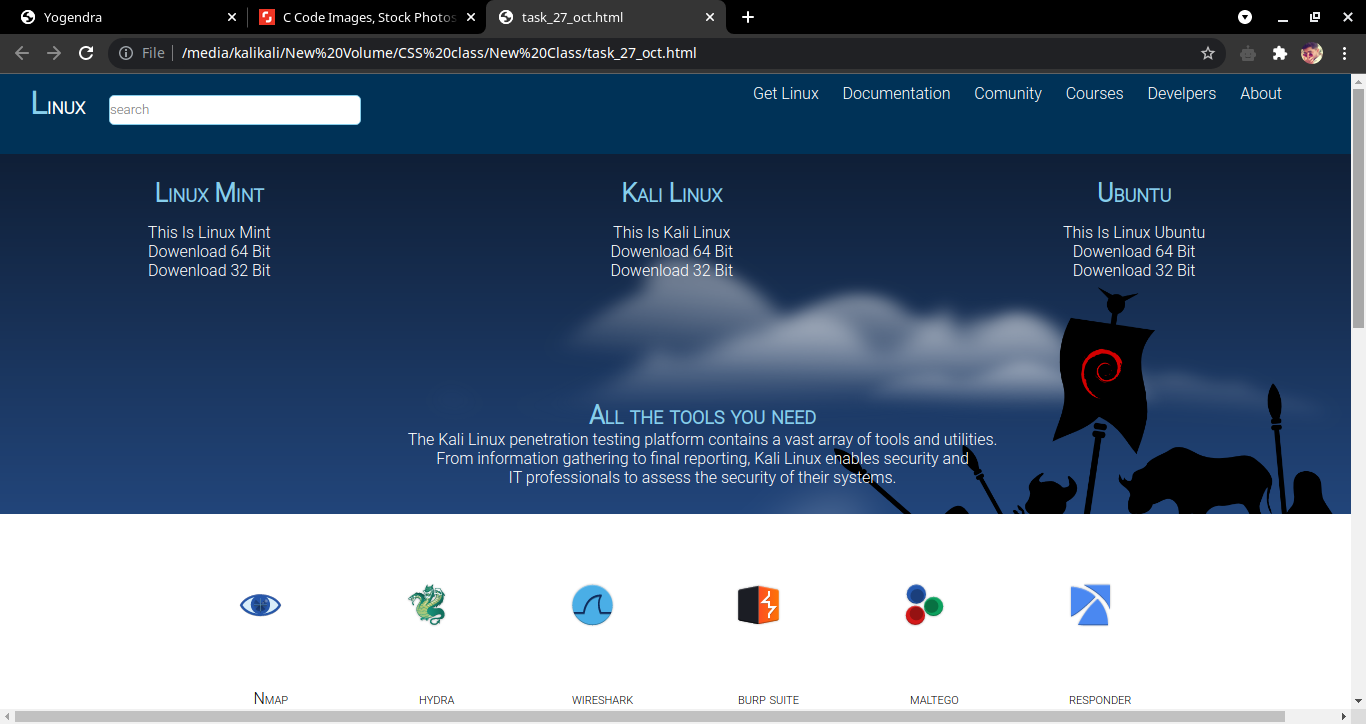 Yogendra
C Code Images, Stock Photos
task_27_oct.html
File
/media/kalikali/New%20Volume/CSS%20class/New%20Class/task_27_oct.html
Linux
search
Get Linux Documentation Comunity Courses Develpers About
Linux Mint
This Is Linux Mint
Dowenload 64 Bit
Dowenload 32 Bit
Kali Linux
This Is Kali Linux
Dowenload 64 Bit
Dowenload 32 Bit
Ubuntu
This Is Linux Ubuntu
Dowenload 64 Bit
Dowenload 32 Bit
All the tools you need
The Kali Linux penetration testing platform contains a vast array of tools and utilities.
From information gathering to final reporting, Kali Linux enables security and
IT professionals to assess the security of their systems.
Nmap hydra wireshark burp suite maltego responder